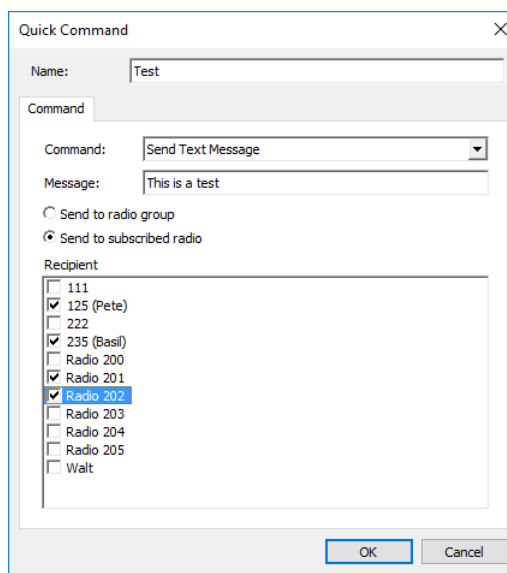 Quick Command
Name: Test
Command
Command: Send Text Message
Message: This is a test
Send to radio group
Send to subscribed radio
Recipient
111
125 (Pete)
222
235 (Basil)
Radio 200
Radio 201
Radio 202
Radio 203
Radio 204
Radio 205
Walt
OK Cancel